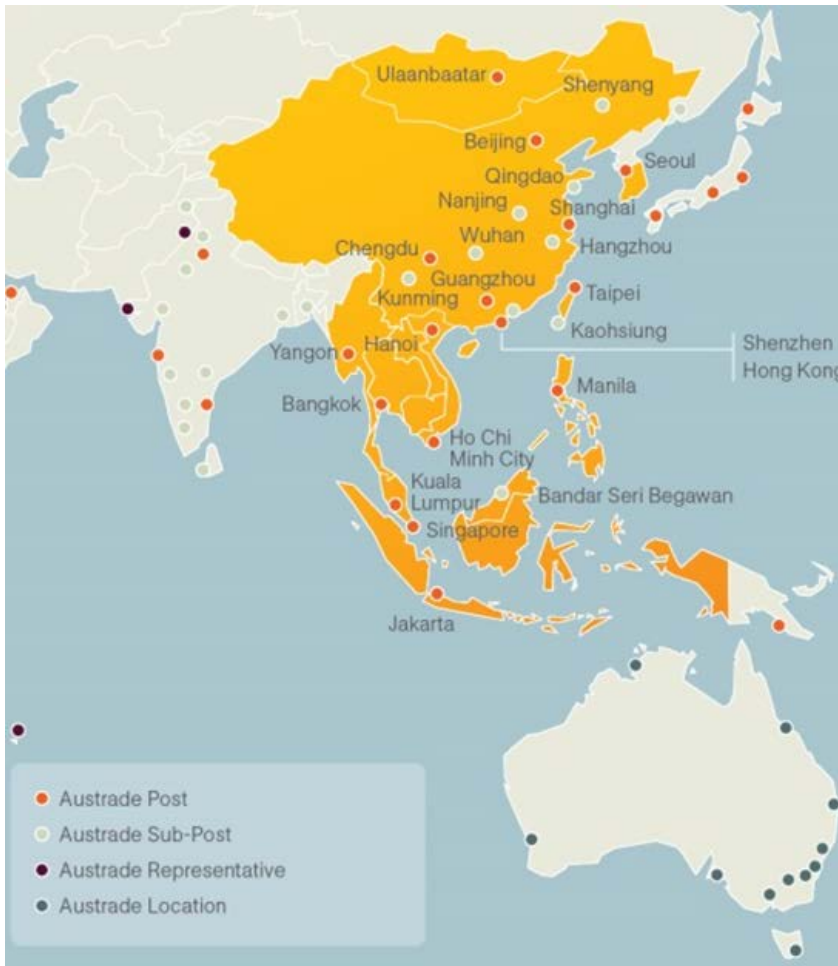 Ulaanbaatar
Shenyang
Beijing
Seoul
Qingdao
Nanjing
Shanghai
Wuhan
Hangzhou
Chengdu
Guangzhou
Kunming
Taipei
Kaohsiung
Hanoi
Yangon
Shenzhen
Hong Kong
Manila
Bangkok
Ho Chi
Minh City
Kuala
Lumpur
Bandar Seri Begawan
Singapore
Jakarta
Austrade Post
Austrade Sub-Post
Austrade Representative
Austrade Location